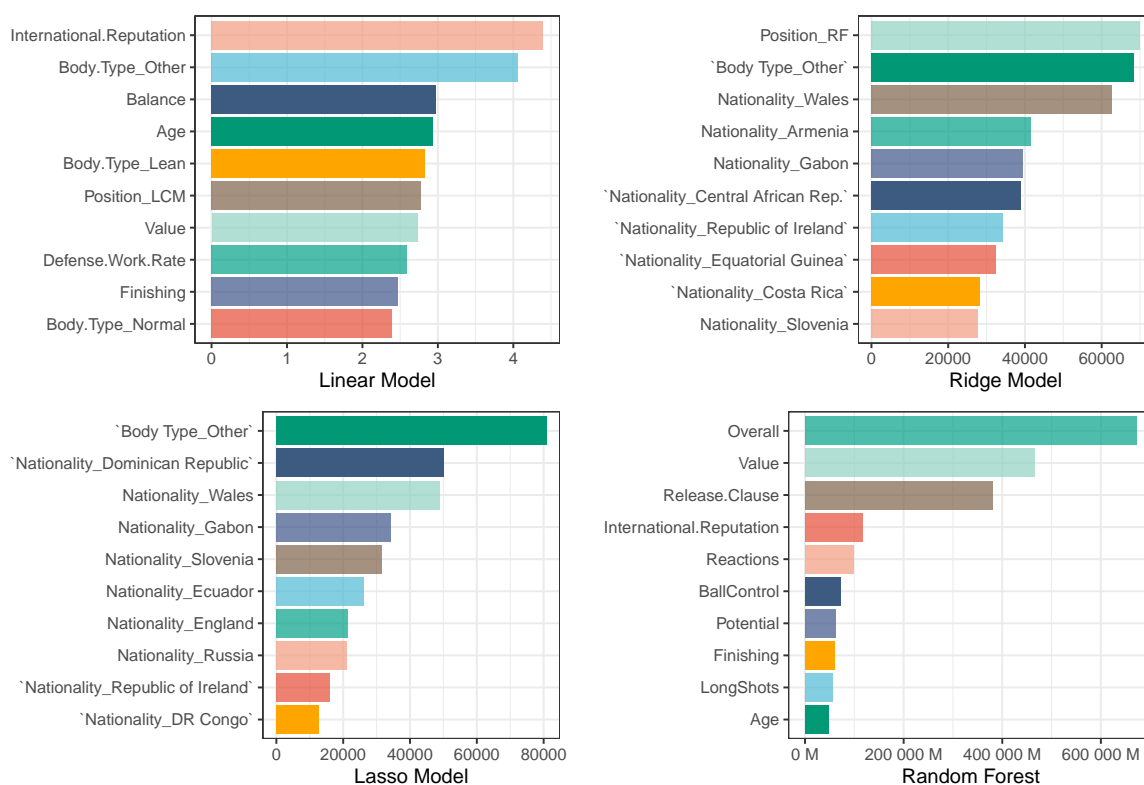 International.Reputation
Body.Type_Other
Balance
Age
Body.Type_Lean
Position_LCM
Value
Defense.Work.Rate
Finishing
Body.Type_Normal
0 1 2 3 4
Linear Model
Position_RF
`Body Type_Other`
Nationality_Wales
Nationality_Armenia
Nationality_Gabon
`Nationality_Central African Rep.`
`Nationality_Republic of Ireland`
`Nationality_Equatorial Guinea`
`Nationality_Costa Rica`
Nationality_Slovenia
0 20000 40000 60000
Ridge Model
`Body Type_Other`
`Nationality_Dominican Republic`
Nationality_Wales
Nationality_Gabon
Nationality_Slovenia
Nationality_Ecuador
Nationality_England
Nationality_Russia
`Nationality_Republic of Ireland`
`Nationality_DR Congo`
0 20000 40000 60000 80000
Lasso Model
Overall
Value
Release.Clause
International.Reputation
Reactions
BallControl
Potential
Finishing
LongShots
Age
0 M 200 000 M 600 000 M
Random Forest